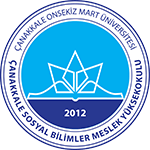 ÇANAKKALE ONSEKİZ MART ÜNİVERSİTESİ
2012
ÇANAKKALE SOSYAL BİLİMLER MESLEK YÜKSEKOKULU